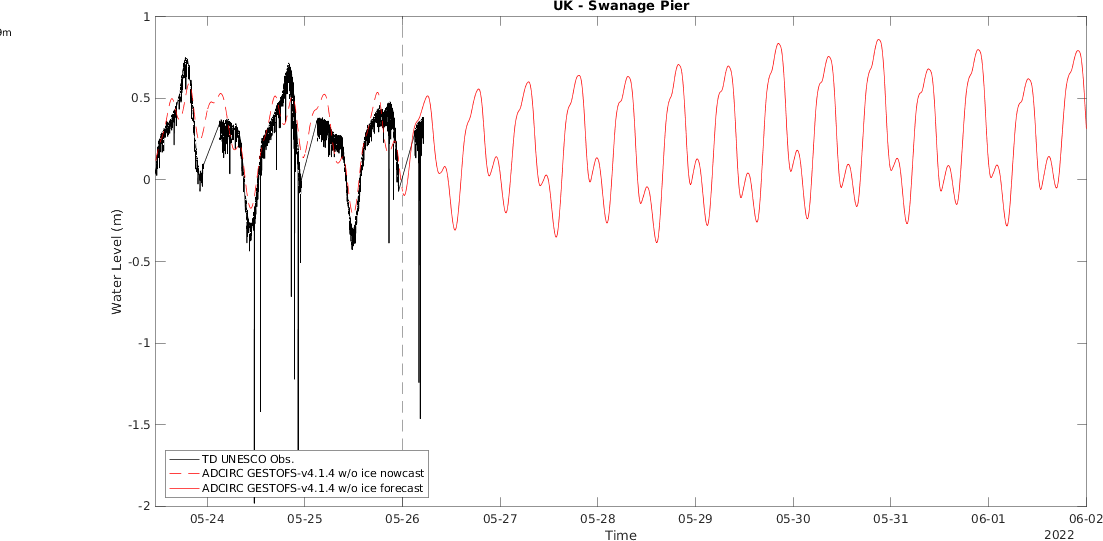 UK - Swanage Pier
9m
1
0.5
0
-0.5
-1
-1.5
-2
Water Level (m)
TD UNESCO Obs.
ADCIRC GESTOFS-v4.1.4 w/o ice nowcast
ADCIRC GESTOFS-v4.1.4 w/o ice forecast
05-24 05-25 05-26 05-27 05-28 05-29 05-30 05-31 06-01 06-02
Time
2022